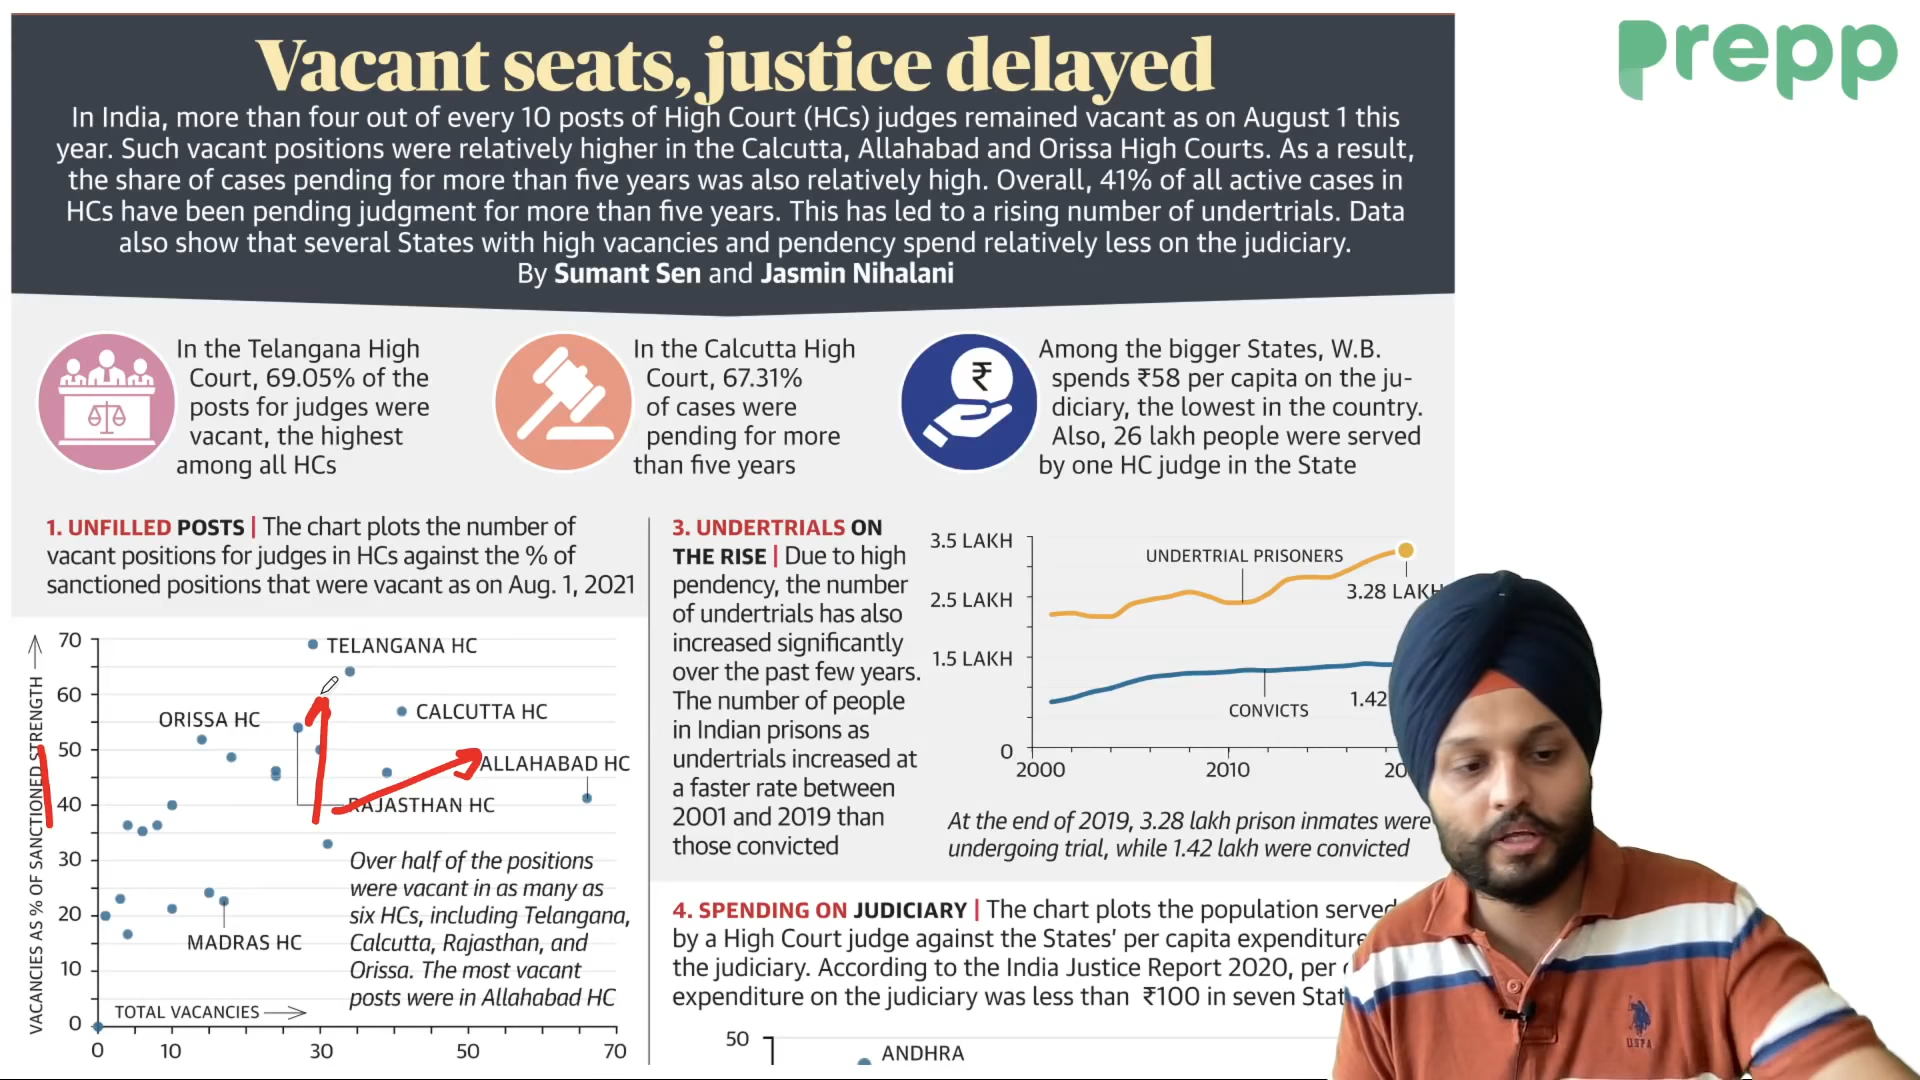 prepp
Vacant seats, justice delayed
In India, more than four out of every 10 posts of High Court (HCs) judges remained vacant as on August 1 this
year. Such vacant positions were relatively higher in the Calcutta, Allahabad and Orissa High Courts. As a result,
the share of cases pending for more than five years was also relatively high. Overall, 41% of all active cases in
HCs have been pending judgment for more than five years. This has led to a rising number of undertrials. Data
also show that several States with high vacancies and pendency spend relatively less on the judiciary.
By Sumant Sen and Jasmin Nihalani
In the Telangana High
Court, 69.05% of the
posts for judges were
vacant, the highest
among all HCs
In the Calcutta High
Court, 67.31%
of cases were
pending for more
than five years
₹
Among the bigger States, W.B.
spends ₹58 per capita on the ju-
diciary, the lowest in the country.
Also, 26 lakh people were served
by one HC judge in the State
1. UNFILLED POSTS | The chart plots the number of
vacant positions for judges in HCs against the % of
sanctioned positions that were vacant as on Aug. 1, 2021
VACANCIES AS % OF SANCTIONED STRENGTH
70
60
50
40
30
20
10
0
TELANGANA HC
ORISSA HC
CALCUTTA HC
ALLAHABAD HC
RAJASTHAN HC
MADRAS HC
Over half of the positions
were vacant in as many as
six HCs, including Telangana,
Calcutta, Rajasthan, and
Orissa. The most vacant
posts were in Allahabad HC
TOTAL VACANCIES
0 10 30 50 70
3. UNDERTRIALS ON
THE RISE | Due to high
pendency, the number
of undertrials has also
increased significantly
over the past few years.
The number of people
in Indian prisons as
undertrials increased at
a faster rate between
2001 and 2019 than
those convicted
3.5 LAKH
2.5 LAKH
1.5 LAKH
0
UNDERTRIAL PRISONERS
3.28 LAKH
CONVICTS
1.42
2000 2010 20
At the end of 2019, 3.28 lakh prison inmates were
undergoing trial, while 1.42 lakh were convicted
4. SPENDING ON JUDICIARY | The chart plots the population served
by a High Court judge against the States' per capita expenditure
the judiciary. According to the India Justice Report 2020, per
expenditure on the judiciary was less than ₹100 in seven Stat
50
ANDHRA
USPA